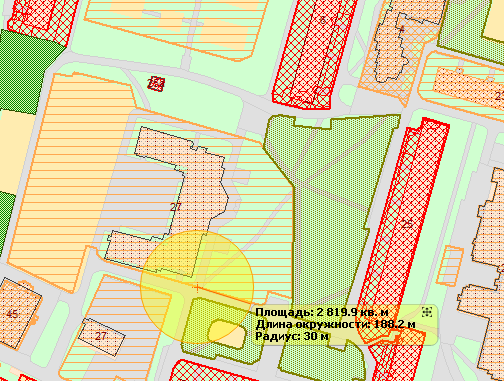 27
Площадь: 2 819.9 кв. м
Длина окружности: 188.2 м
Радиус: 30 м
45
27